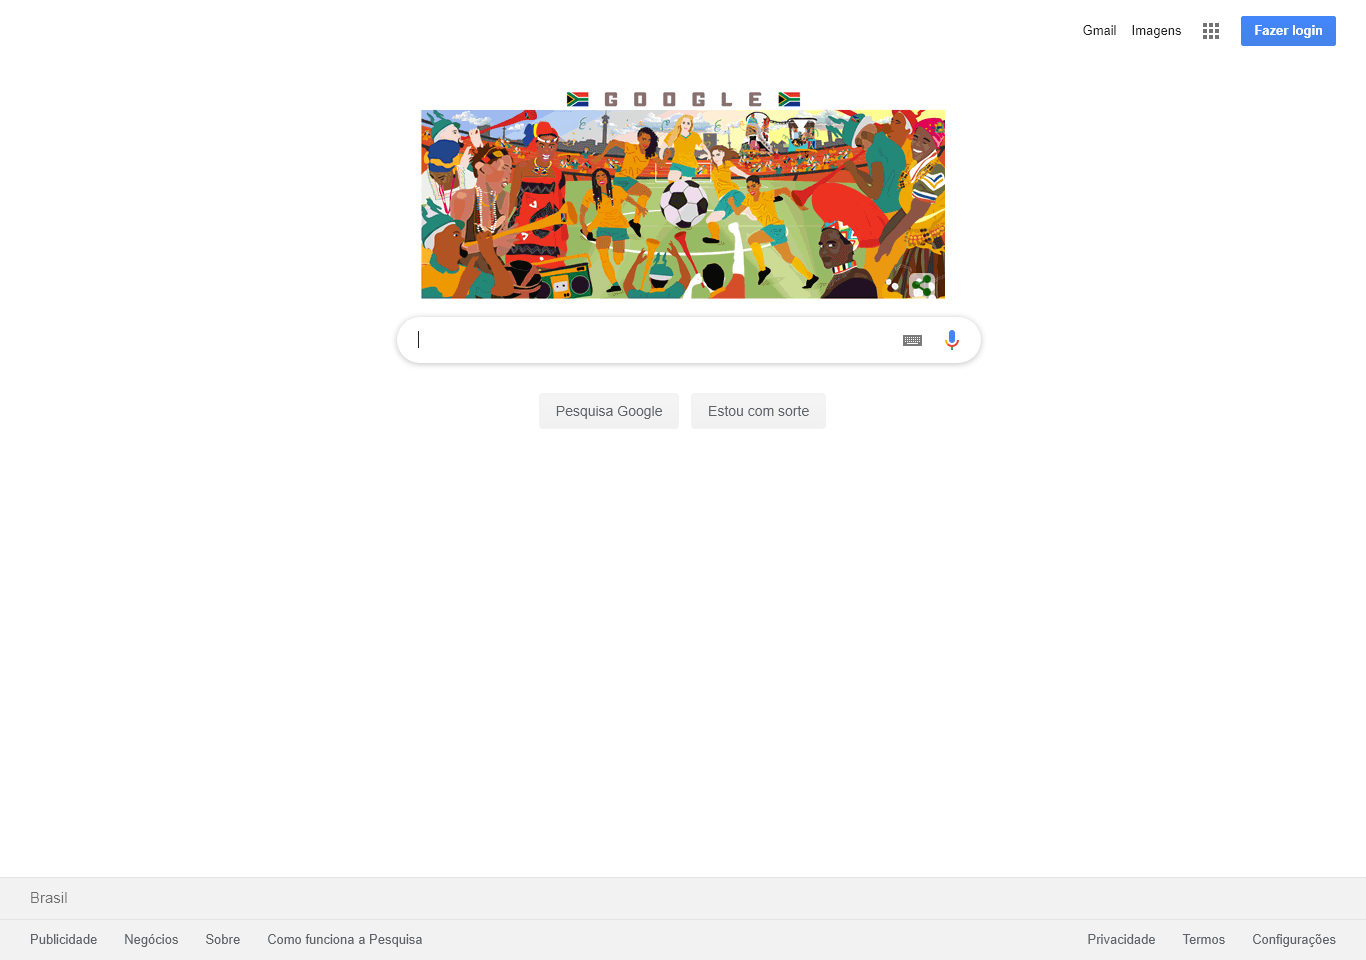 Gmail Imagens Fazer login
GOOGLE
Pesquisa Google Estou com sorte
Brasil
Publicidade Negócios Sobre Como funciona a Pesquisa Privacidade Termos Configurações